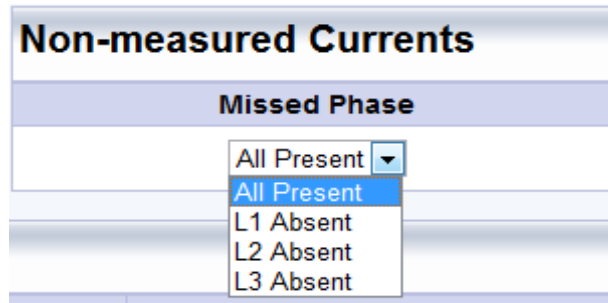 Non-measured Currents
Missed Phase
All Present
All Present
L1 Absent
L2 Absent
L3 Absent